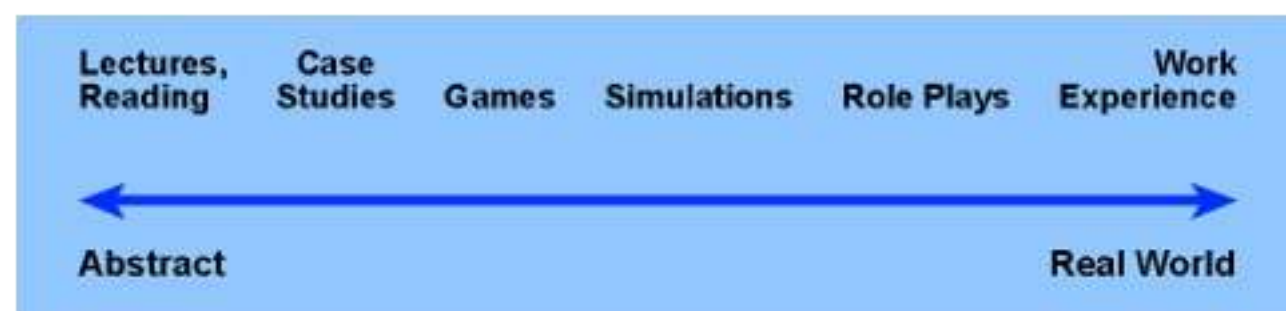 Lectures,
Reading
Case
Studies
Games
Simulations
Role Plays
Work
Experience
Abstract
Real World